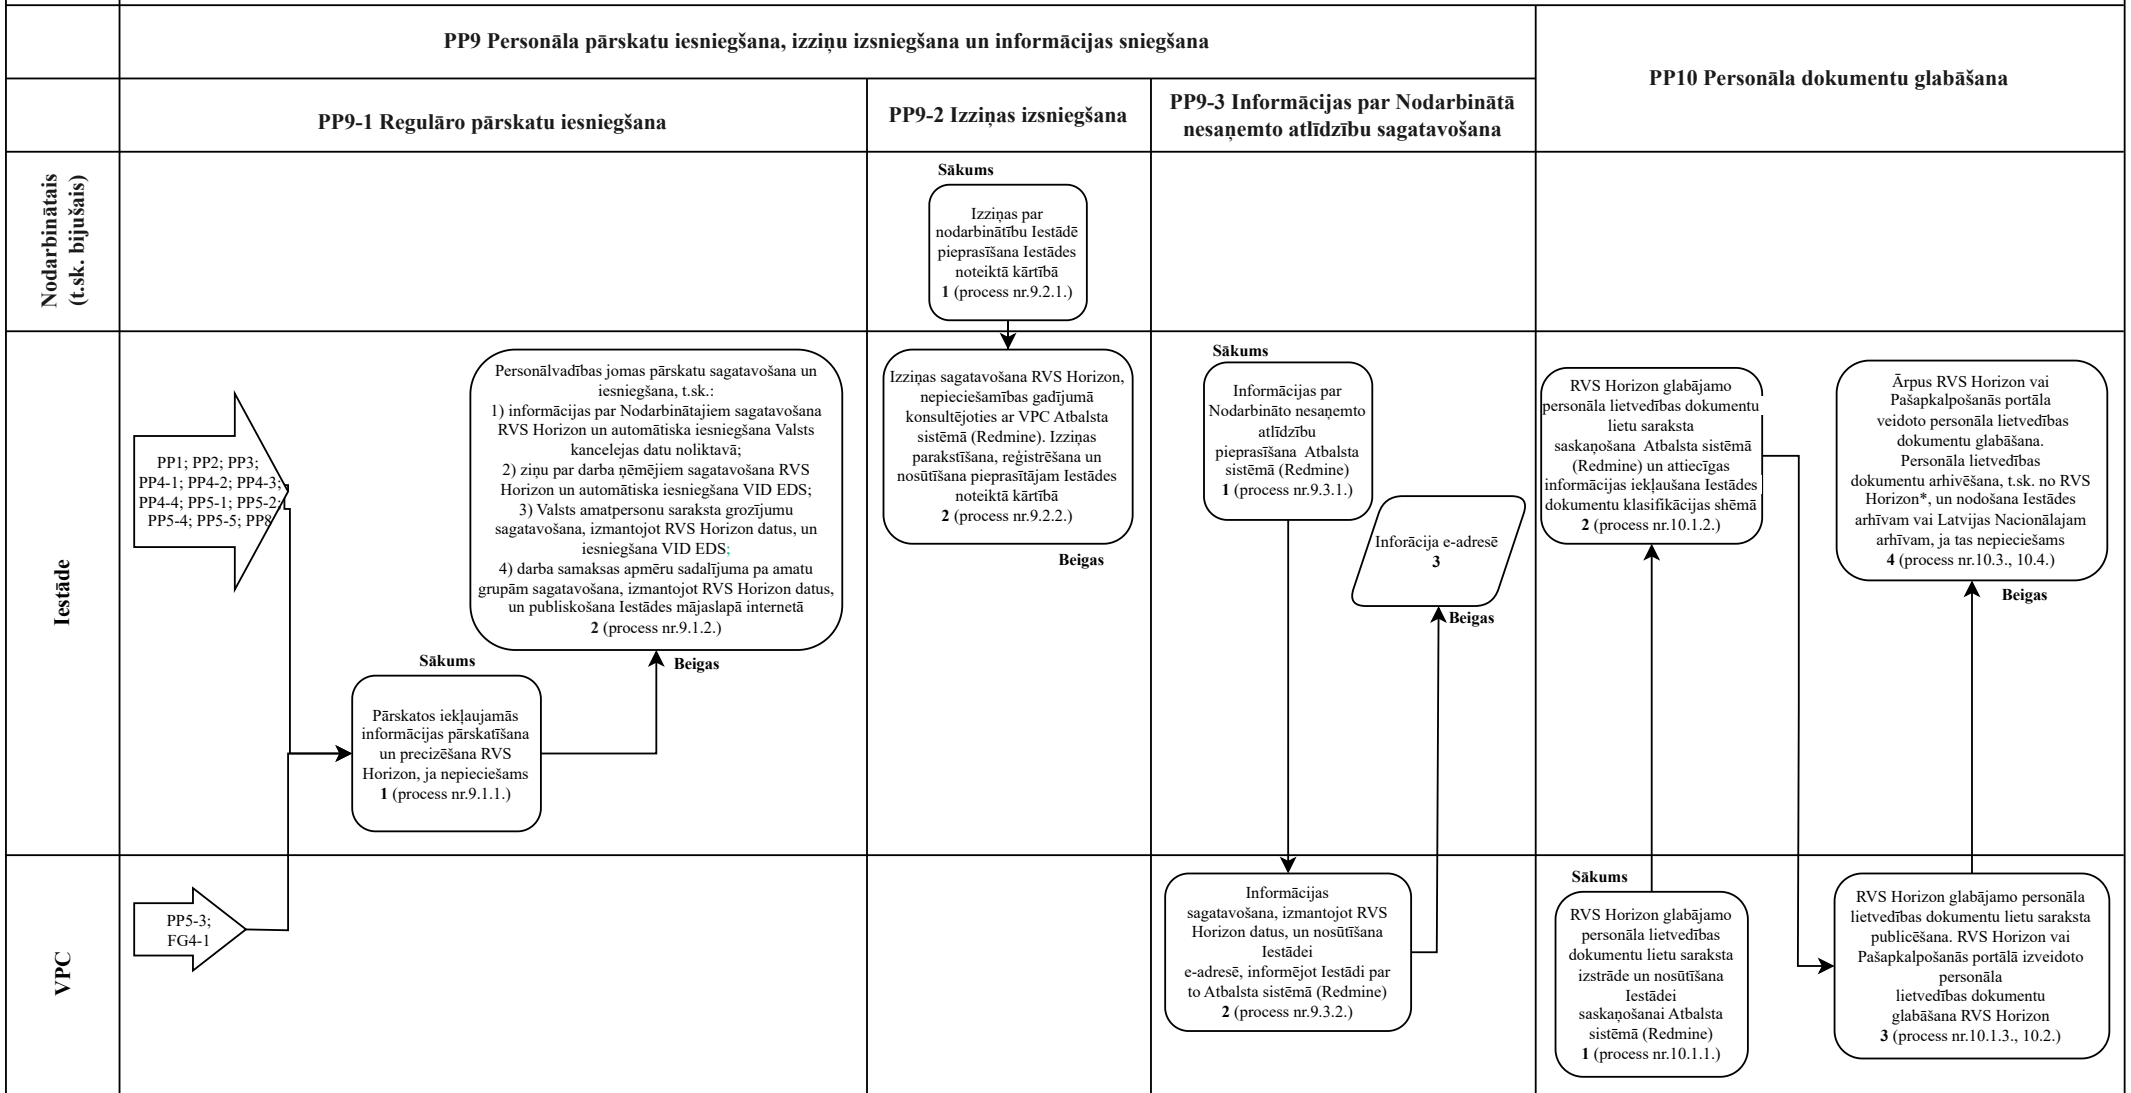 PP9 Personāla pārskatu iesniegšana, izziņu izsniegšana un informācijas sniegšana
PP10 Personāla dokumentu glabāšana
PP9-1 Regulāro pārskatu iesniegšana
PP9-2 Izziņas izsniegšana
PP9-3 Informācijas par Nodarbinātā
nesaņemto atlīdzību sagatavošana
Nodarbinātais
(t.sk. bijušais)
Sākums
Izziņas par
nodarbinātību Iestādē
pieprasīšana Iestādes
noteiktā kārtībā
1 (process nr.9.2.1.)
Iestāde
PP1; PP2; PP3;
PP4-1; PP4-2; PP4-3;
PP4-4; PP5-1; PP5-2;
PP5-4; PP5-5; PP8
Personālvadības jomas pārskatu sagatavošana un
iesniegšana, t.sk.:
1) informācijas par Nodarbinātajiem sagatavošana
RVS Horizon un automātiska iesniegšana Valsts
kancelejas datu noliktavā;
2) ziņu par darba ņēmējiem sagatavošana RVS
Horizon un automātiska iesniegšana VID EDS;
3) Valsts amatpersonu saraksta grozījumu
sagatavošana, izmantojot RVS Horizon datus, un
iesniegšana VID EDS;
4) darba samaksas apmēru sadalījuma pa amatu
grupām sagatavošana, izmantojot RVS Horizon datus,
un publiskošana Iestādes mājaslapā internetā
2 (process nr.9.1.2.)
Beigas
Sākums
Pārskatos iekļaujamās
informācijas pārskatīšana
un precizēšana RVS
Horizon, ja nepieciešams
1 (process nr.9.1.1.)
Izziņas sagatavošana RVS Horizon,
nepieciešamības gadījumā
konsultējoties ar VPC Atbalsta
sistēmā (Redmine). Izziņas
parakstīšana, reģistrēšana un
nosūtīšana pieprasītājam Iestādes
noteiktā kārtībā
2 (process nr.9.2.2.)
Beigas
Sākums
Informācijas par
Nodarbināto nesaņemto
atlīdzību
pieprasīšana Atbalsta
sistēmā (Redmine)
1 (process nr.9.3.1.)
Inforācija e-adresē
3
Beigas
RVS Horizon glabājamo
personāla lietvedības dokumentu
lietu saraksta
saskaņošana Atbalsta sistēmā
(Redmine) un attiecīgas
informācijas iekļaušana Iestādes
dokumentu klasifikācijas shēmā
2 (process nr.10.1.2.)
Ārpus RVS Horizon vai
Pašapkalpošanās portāla
veidoto personāla lietvedības
dokumentu glabāšana.
Personāla lietvedības
dokumentu arhivēšana, t.sk. no RVS
Horizon*, un nodošana Iestādes
arhīvam vai Latvijas Nacionālajam
arhīvam, ja tas nepieciešams
4 (process nr.10.3., 10.4.)
Beigas
VPC
PP5-3;
FG4-1
Informācijas
sagatavošana, izmantojot RVS
Horizon datus, un nosūtīšana
Iestādei
e-adresē, informējot Iestādi par
to Atbalsta sistēmā (Redmine)
2 (process nr.9.3.2.)
Sākums
RVS Horizon glabājamo
personāla lietvedības
dokumentu lietu saraksta
izstrāde un nosūtīšana
Iestādei
saskaņošanai Atbalsta
sistēmā (Redmine)
1 (process nr.10.1.1.)
RVS Horizon glabājamo personāla
lietvedības dokumentu lietu saraksta
publicēšana. RVS Horizon vai
Pašapkalpošanās portālā izveidoto
personāla
lietvedības dokumentu
glabāšana RVS Horizon
3 (process nr.10.1.3., 10.2.)